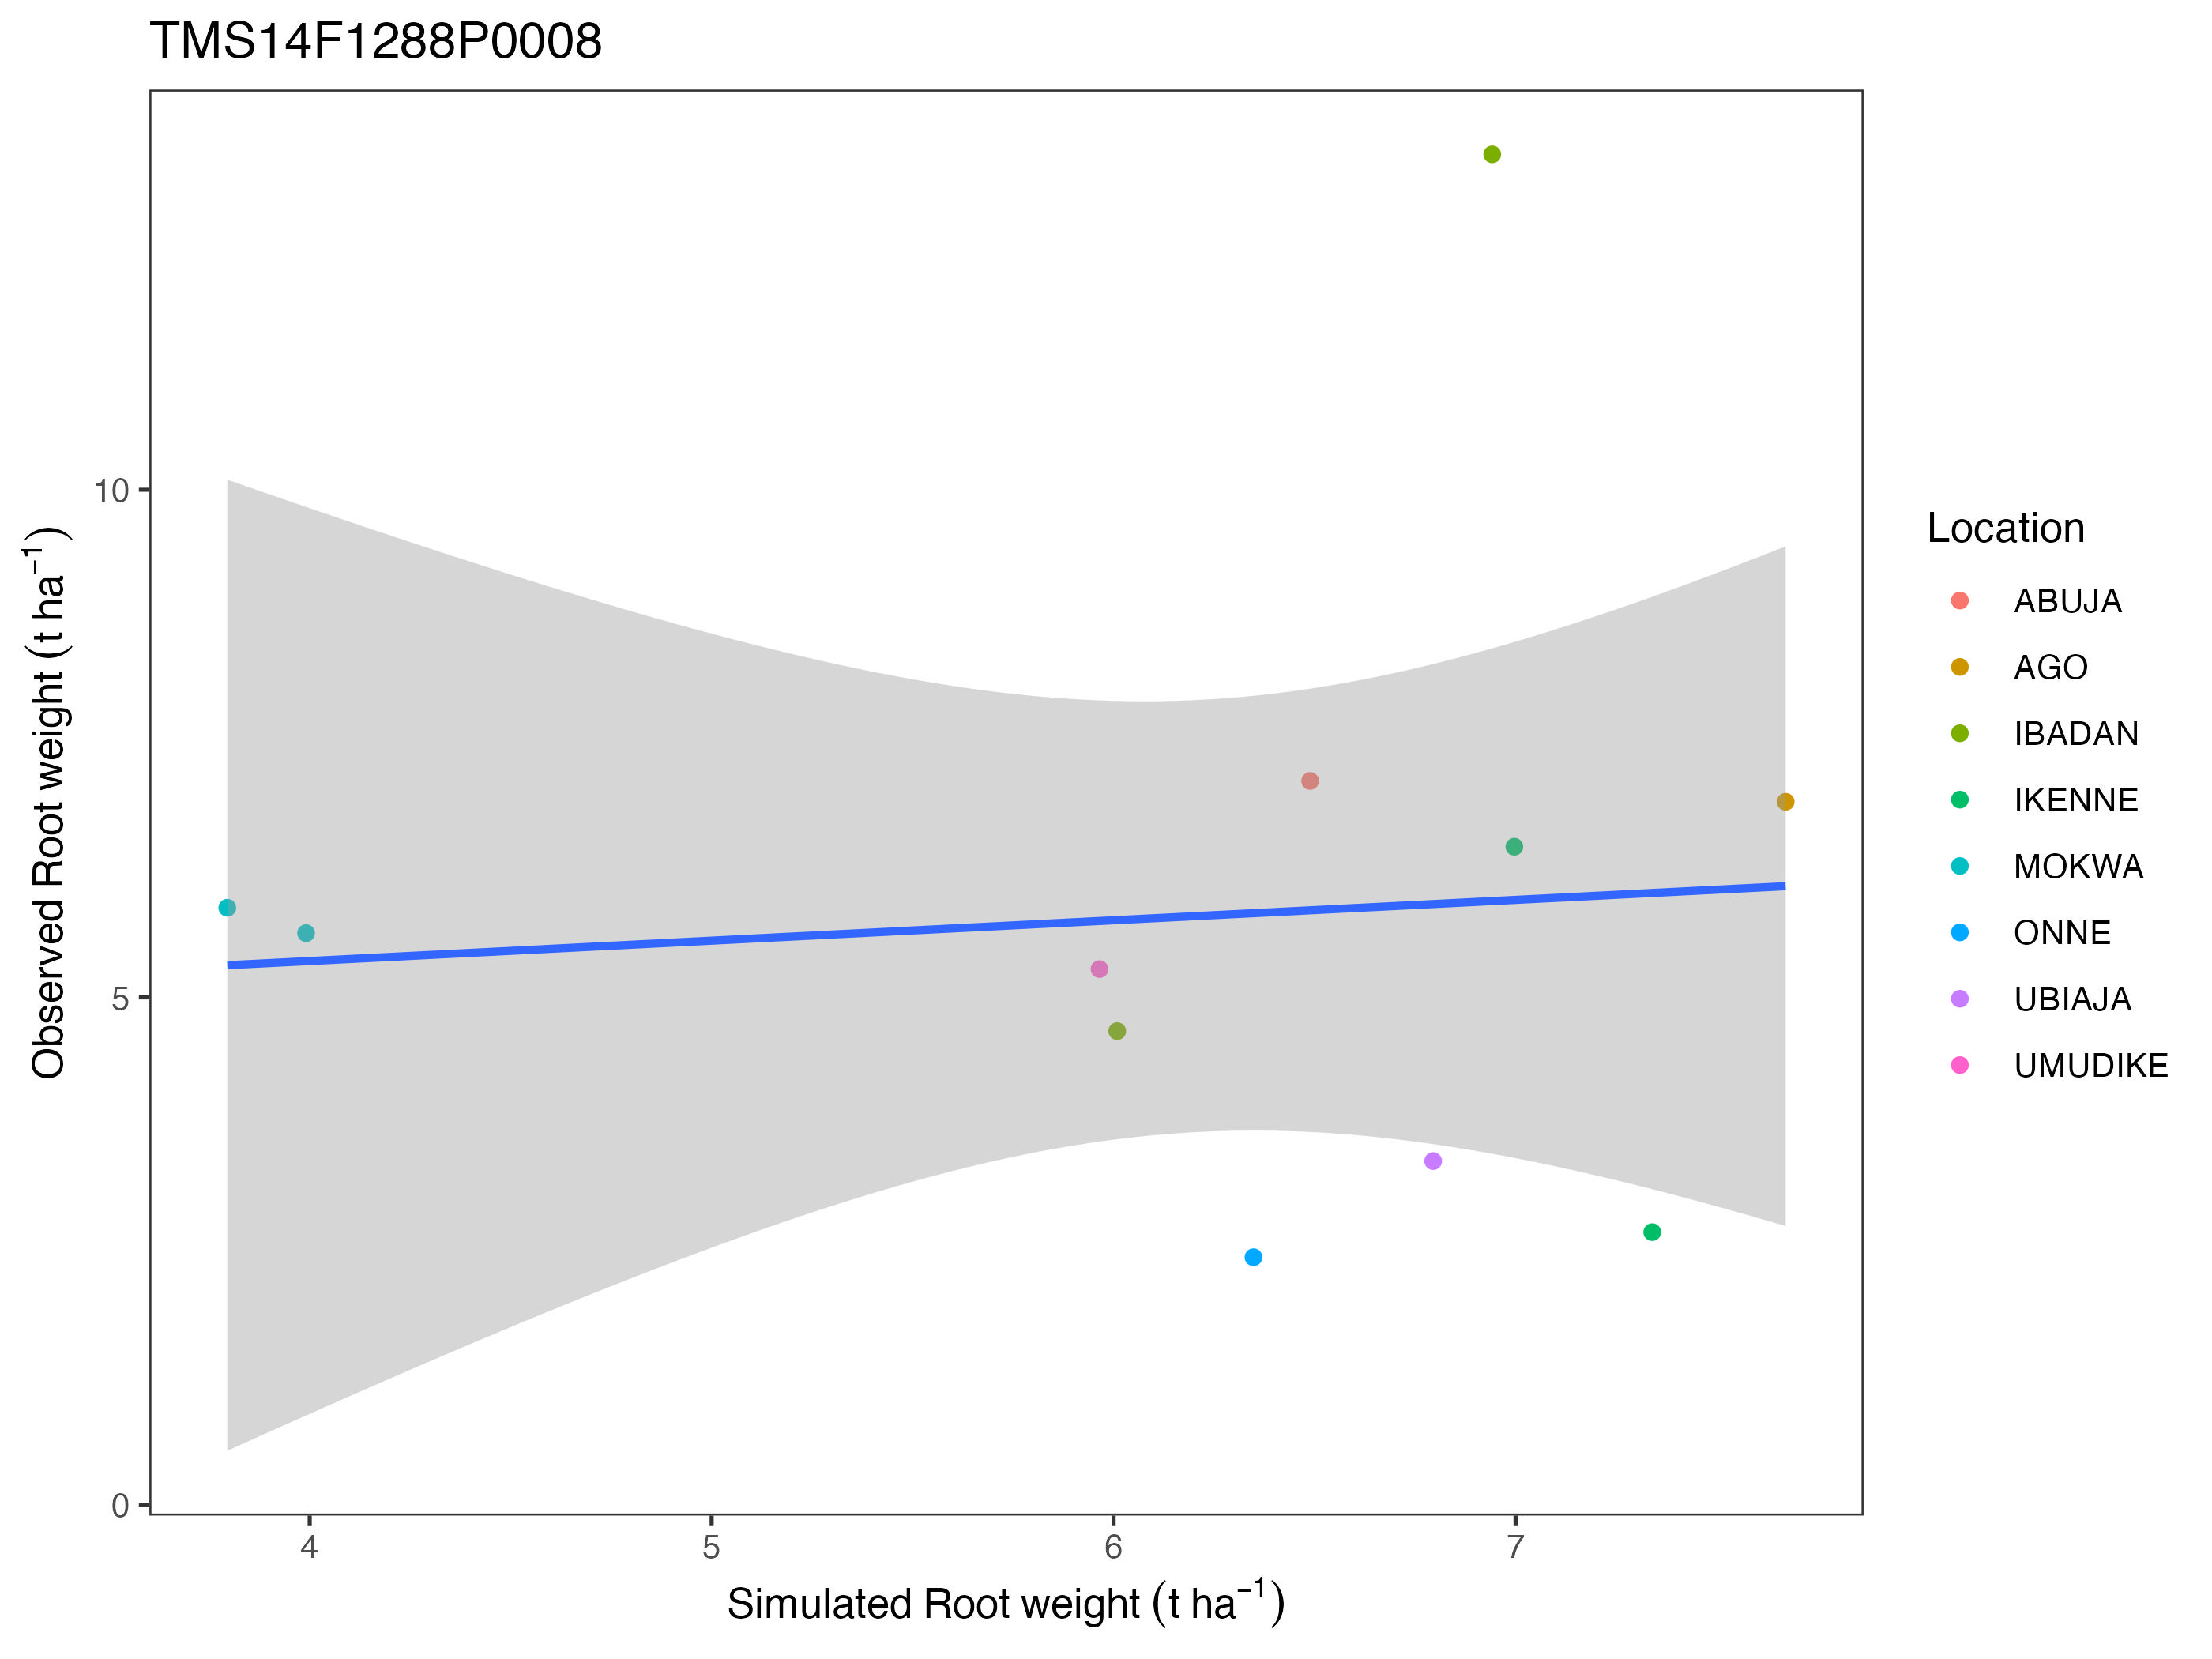 TMS14F1288P0008
Observed Root weight (t ha⁻¹)
10
5
0
4 5 6 7
Simulated Root weight (t ha⁻¹)
Location
ABUJA
AGO
IBADAN
IKENNE
MOKWA
ONNE
UBIAJA
UMUDIKE